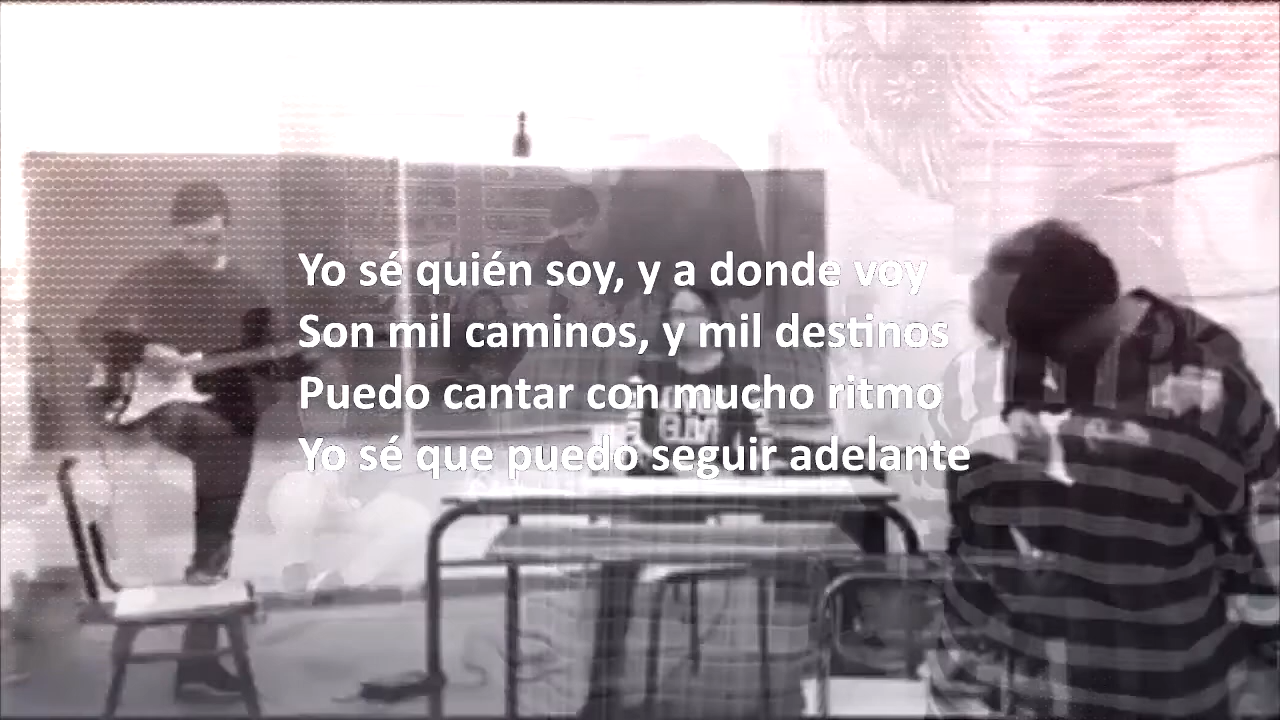 Yo sé quién soy, y a donde voy
Son mil caminos, y mil destinos
Puedo cantar con mucho ritmo
Yo sé que puedo seguir adelante